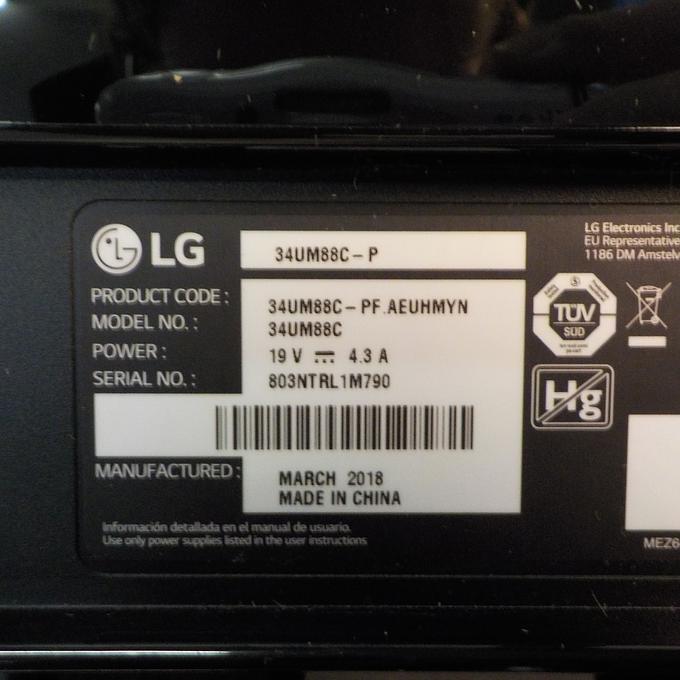 LG
34UM88C-P
PRODUCT CODE: 34UM88C-PF.AEUHMYN
MODEL NO.: 34UM88C
POWER: 19 V ⎓ 4.3 A
SERIAL NO.: 803NTRL1M790
MANUFACTURED: MARCH 2018
MADE IN CHINA
Información detallada en el manual de usuario.
Use only power supplies listed in the user instructions
LG Electronics Inc
EU Representative
1186 DM Amstelv
TÜV
SÜD
Hg
MEZ6